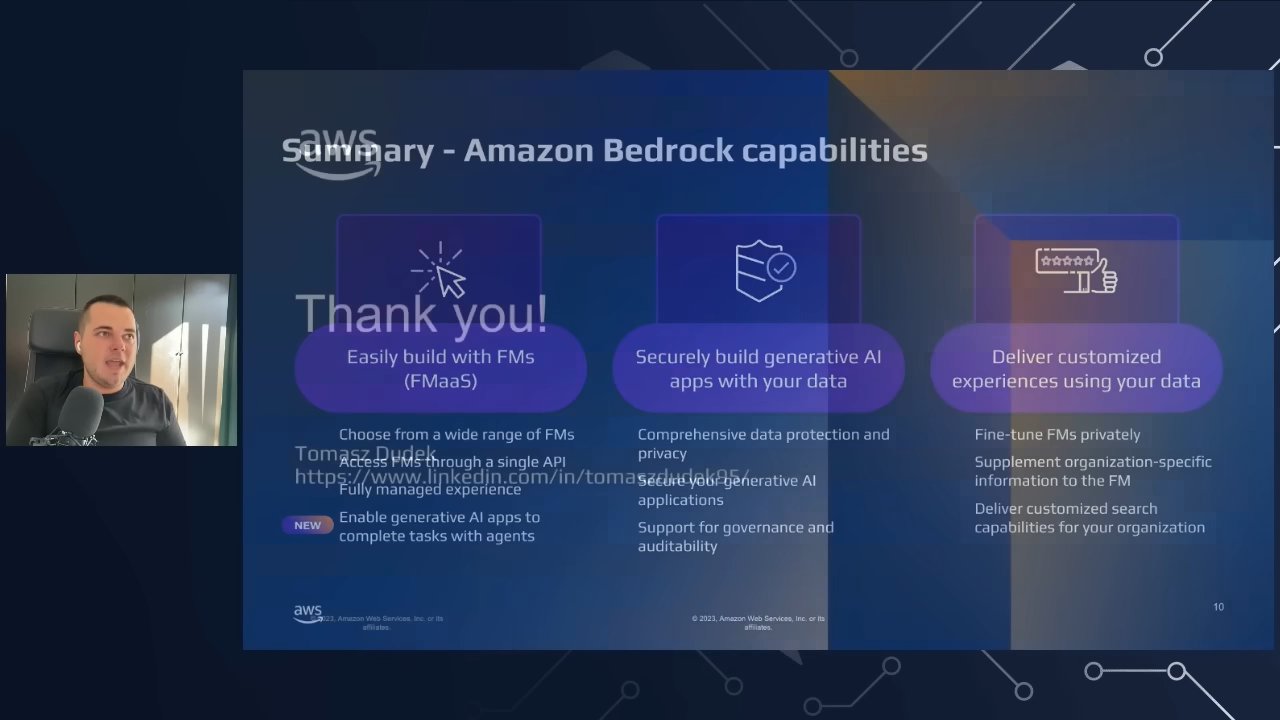 aws
Summary - Amazon Bedrock capabilities
Thank you!
Easily build with FMs
(FMaaS)
Securely build generative AI
apps with your data
Deliver customized
experiences using your data
Choose from a wide range of FMs
Access FMs through a single API
Fully managed experience
NEW
Enable generative AI apps to
complete tasks with agents
Tomasz Dudek
https://www.linkedin.com/in/tomaszdudek95/
Comprehensive data protection and
privacy
Secure your generative AI
applications
Support for governance and
auditability
Fine-tune FMs privately
Supplement organization-specific
information to the FM
Deliver customized search
capabilities for your organization
aws
© 2023, Amazon Web Services, Inc. or its
affiliates.
© 2023, Amazon Web Services, Inc. or its
affiliates.
10